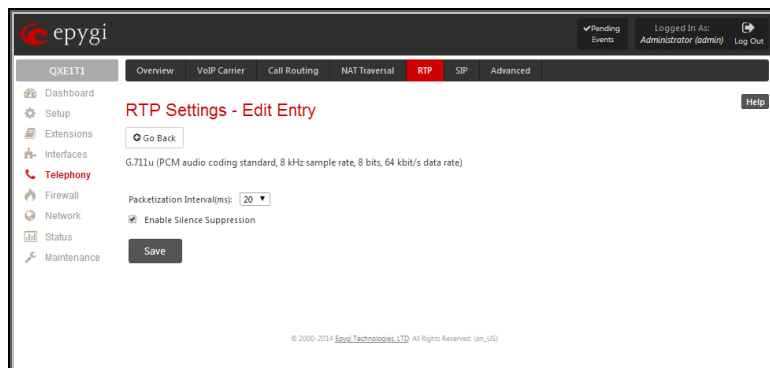 epygi
✔Pending
Events
Logged In As:
Administrator (admin)
Log Out
QXE1T1
Overview VoIP Carrier Call Routing NAT Traversal RTP SIP Advanced
Dashboard
Setup
Extensions
Interfaces
Telephony
Firewall
Network
Status
Maintenance
Help
RTP Settings - Edit Entry
Go Back
G.711u (PCM audio coding standard, 8 kHz sample rate, 8 bits, 64 kbit/s data rate)
Packetization Interval(ms): 20
Enable Silence Suppression
Save
© 2000-2014 Epygi Technologies, LTD. All Rights Reserved. (en_US)